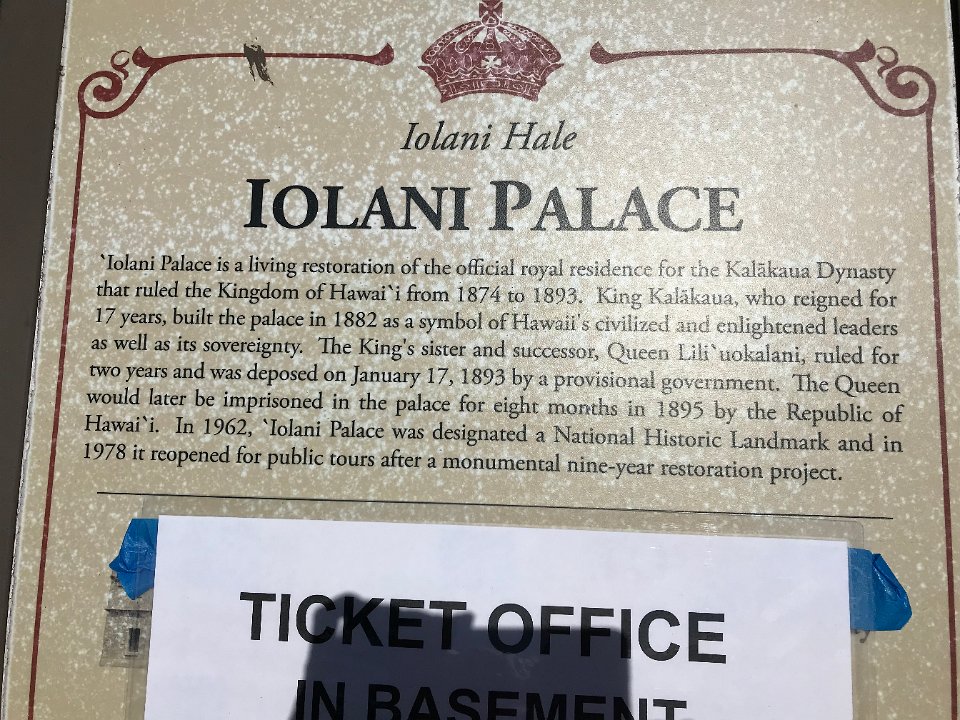 Iolani Hale
IOLANI PALACE
`Iolani Palace is a living restoration of the official royal residence for the Kalākaua Dynasty
that ruled the Kingdom of Hawai`i from 1874 to 1893. King Kalākaua, who reigned for
17 years, built the palace in 1882 as a symbol of Hawaii's civilized and enlightened leaders
as well as its sovereignty. The King's sister and successor, Queen Lili`uokalani, ruled for
two years and was deposed on January 17, 1893 by a provisional government. The Queen
would later be imprisoned in the palace for eight months in 1895 by the Republic of
Hawai`i. In 1962, `Iolani Palace was designated a National Historic Landmark and in
1978 it reopened for public tours after a monumental nine-year restoration project.
TICKET OFFICE
IN BASEMENT